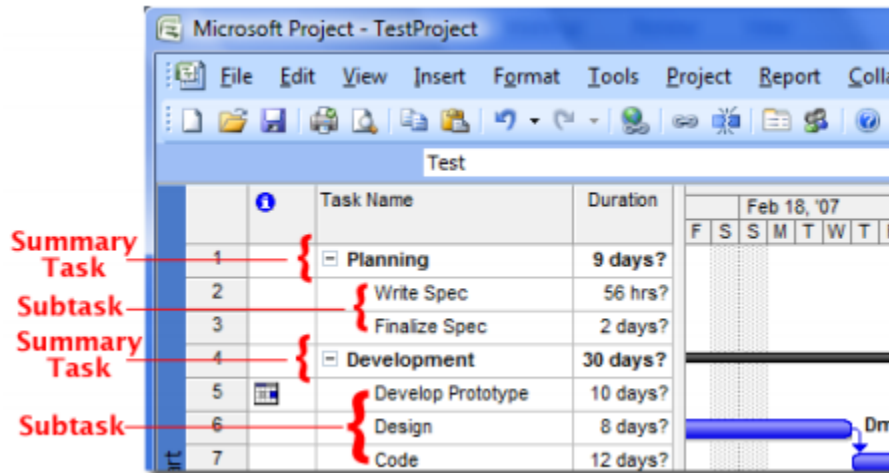 Microsoft Project - TestProject
File Edit View Insert Format Tools Project Report
Test
Task Name Duration Feb 18, '07
F S S M T W T
Summary Task
1 Planning 9 days?
Subtask
2 Write Spec 56 hrs?
3 Finalize Spec 2 days?
Summary Task
4 Development 30 days?
5 Develop Prototype 10 days?
Subtask
6 Design 8 days?
7 Code 12 days?